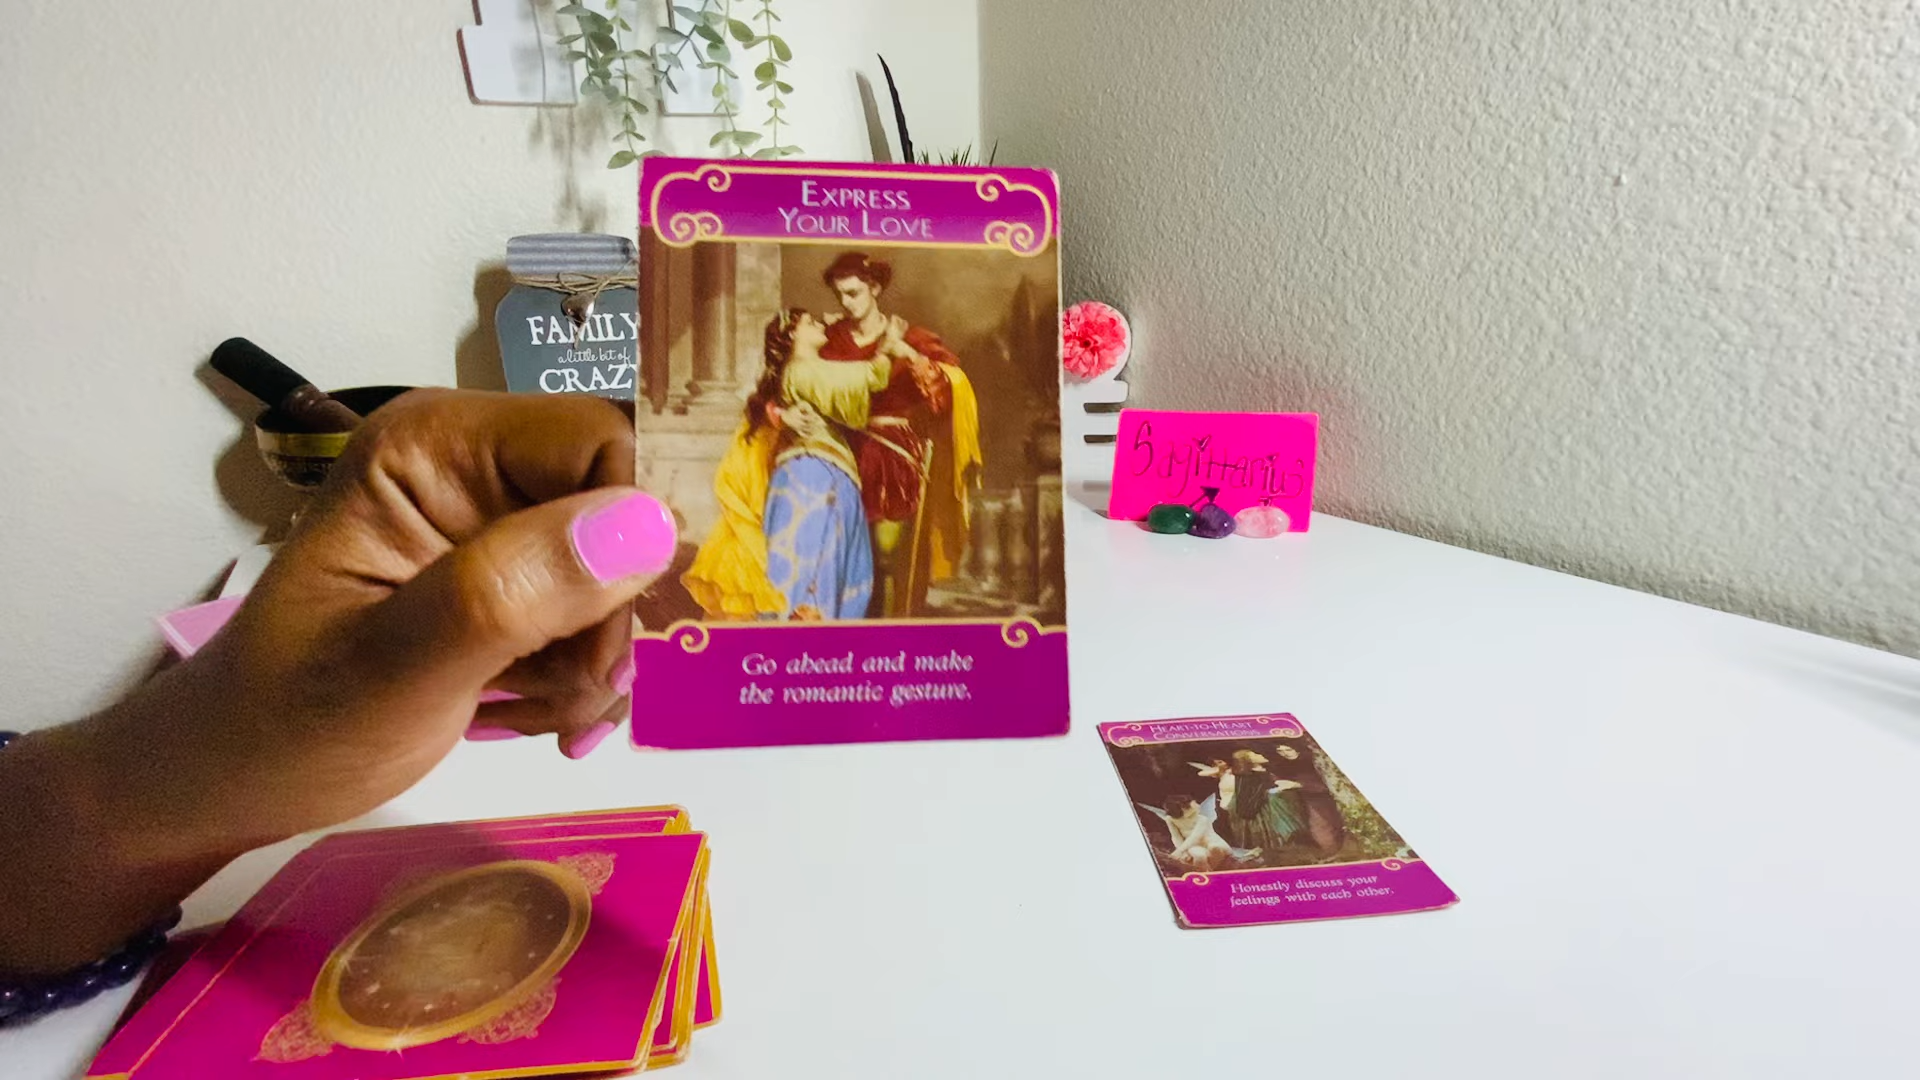 EXPRESS
YOUR LOVE
Go ahead and make
the romantic gesture.
FAMILY
a little bit of
CRAZ
Sagittarius
HEART-TO-HEART
CONVERSATIONS
Honestly discuss your
feelings with each other.